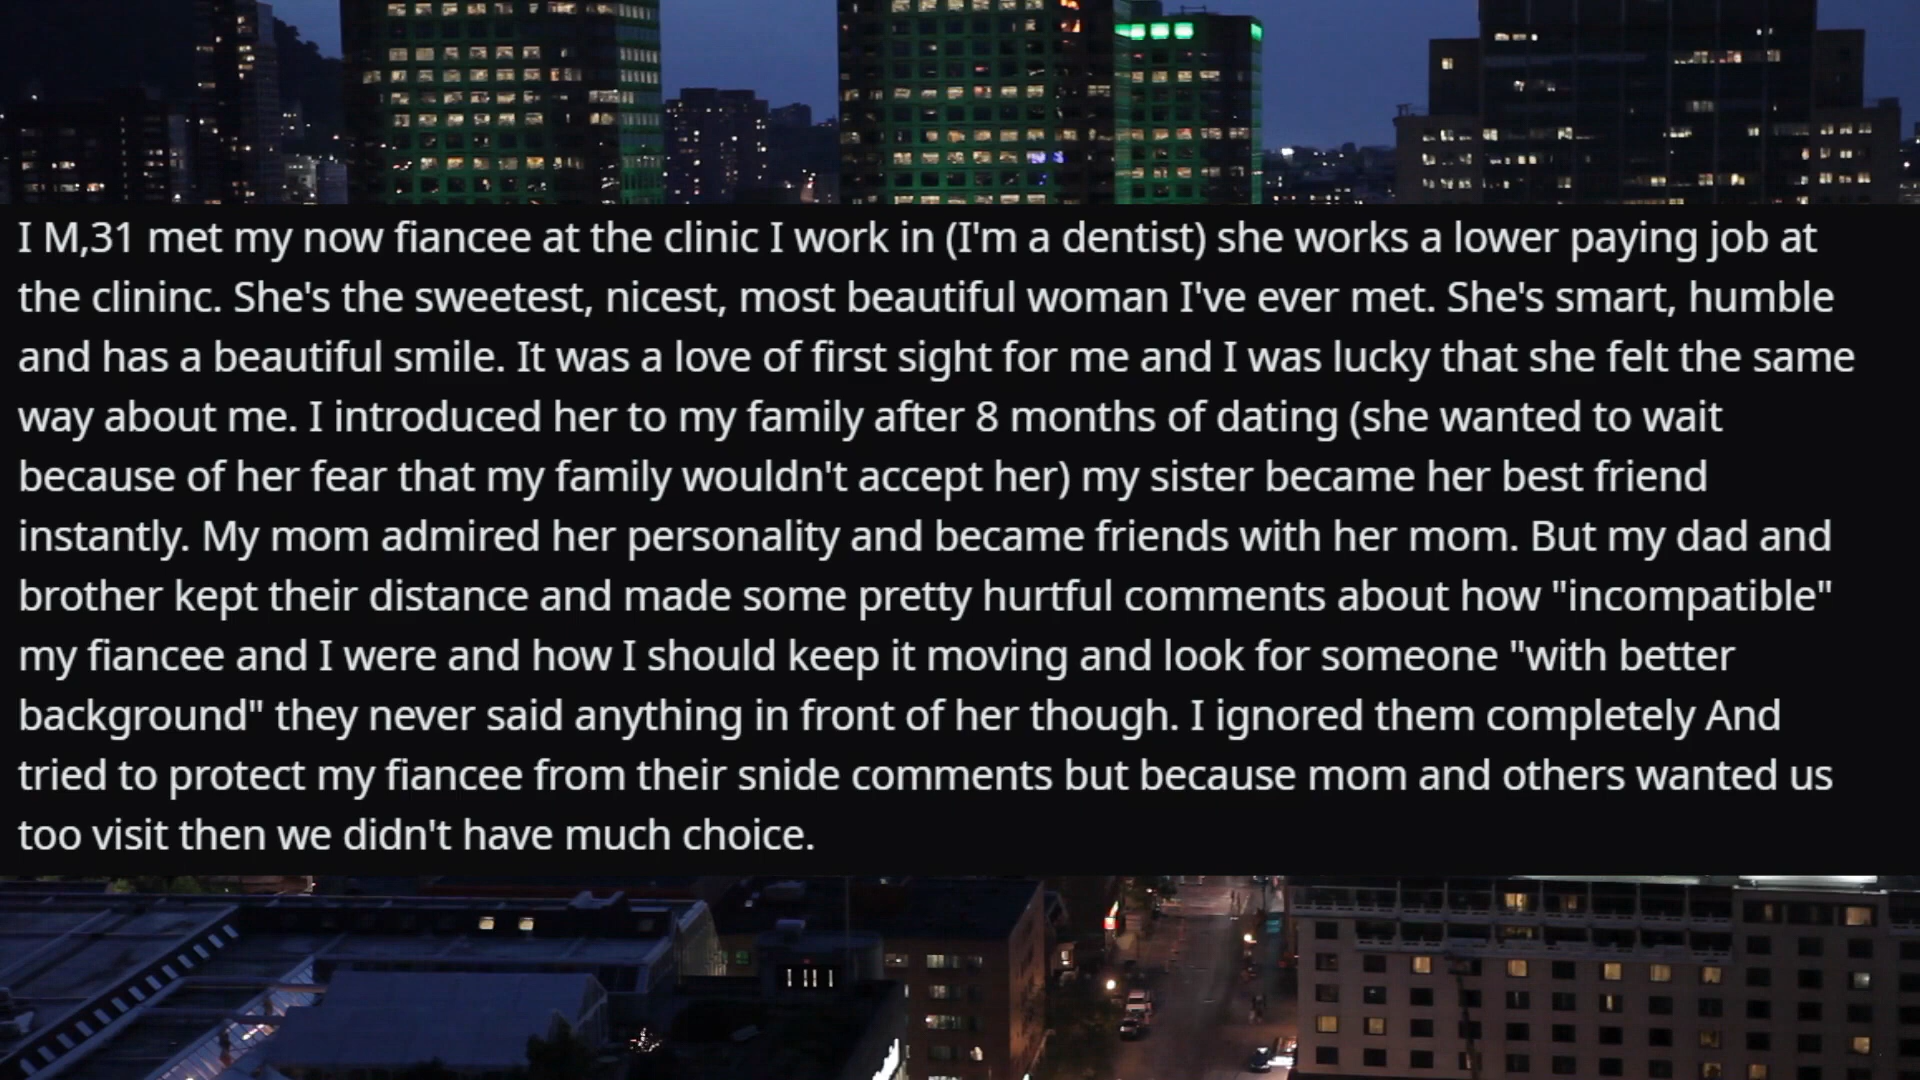 I M,31 met my now fiancee at the clinic I work in (I'm a dentist) she works a lower paying job at
the clininc. She's the sweetest, nicest, most beautiful woman I've ever met. She's smart, humble
and has a beautiful smile. It was a love of first sight for me and I was lucky that she felt the same
way about me. I introduced her to my family after 8 months of dating (she wanted to wait
because of her fear that my family wouldn't accept her) my sister became her best friend
instantly. My mom admired her personality and became friends with her mom. But my dad and
brother kept their distance and made some pretty hurtful comments about how "incompatible"
my fiancee and I were and how I should keep it moving and look for someone "with better
background" they never said anything in front of her though. I ignored them completely And
tried to protect my fiancee from their snide comments but because mom and others wanted us
too visit then we didn't have much choice.